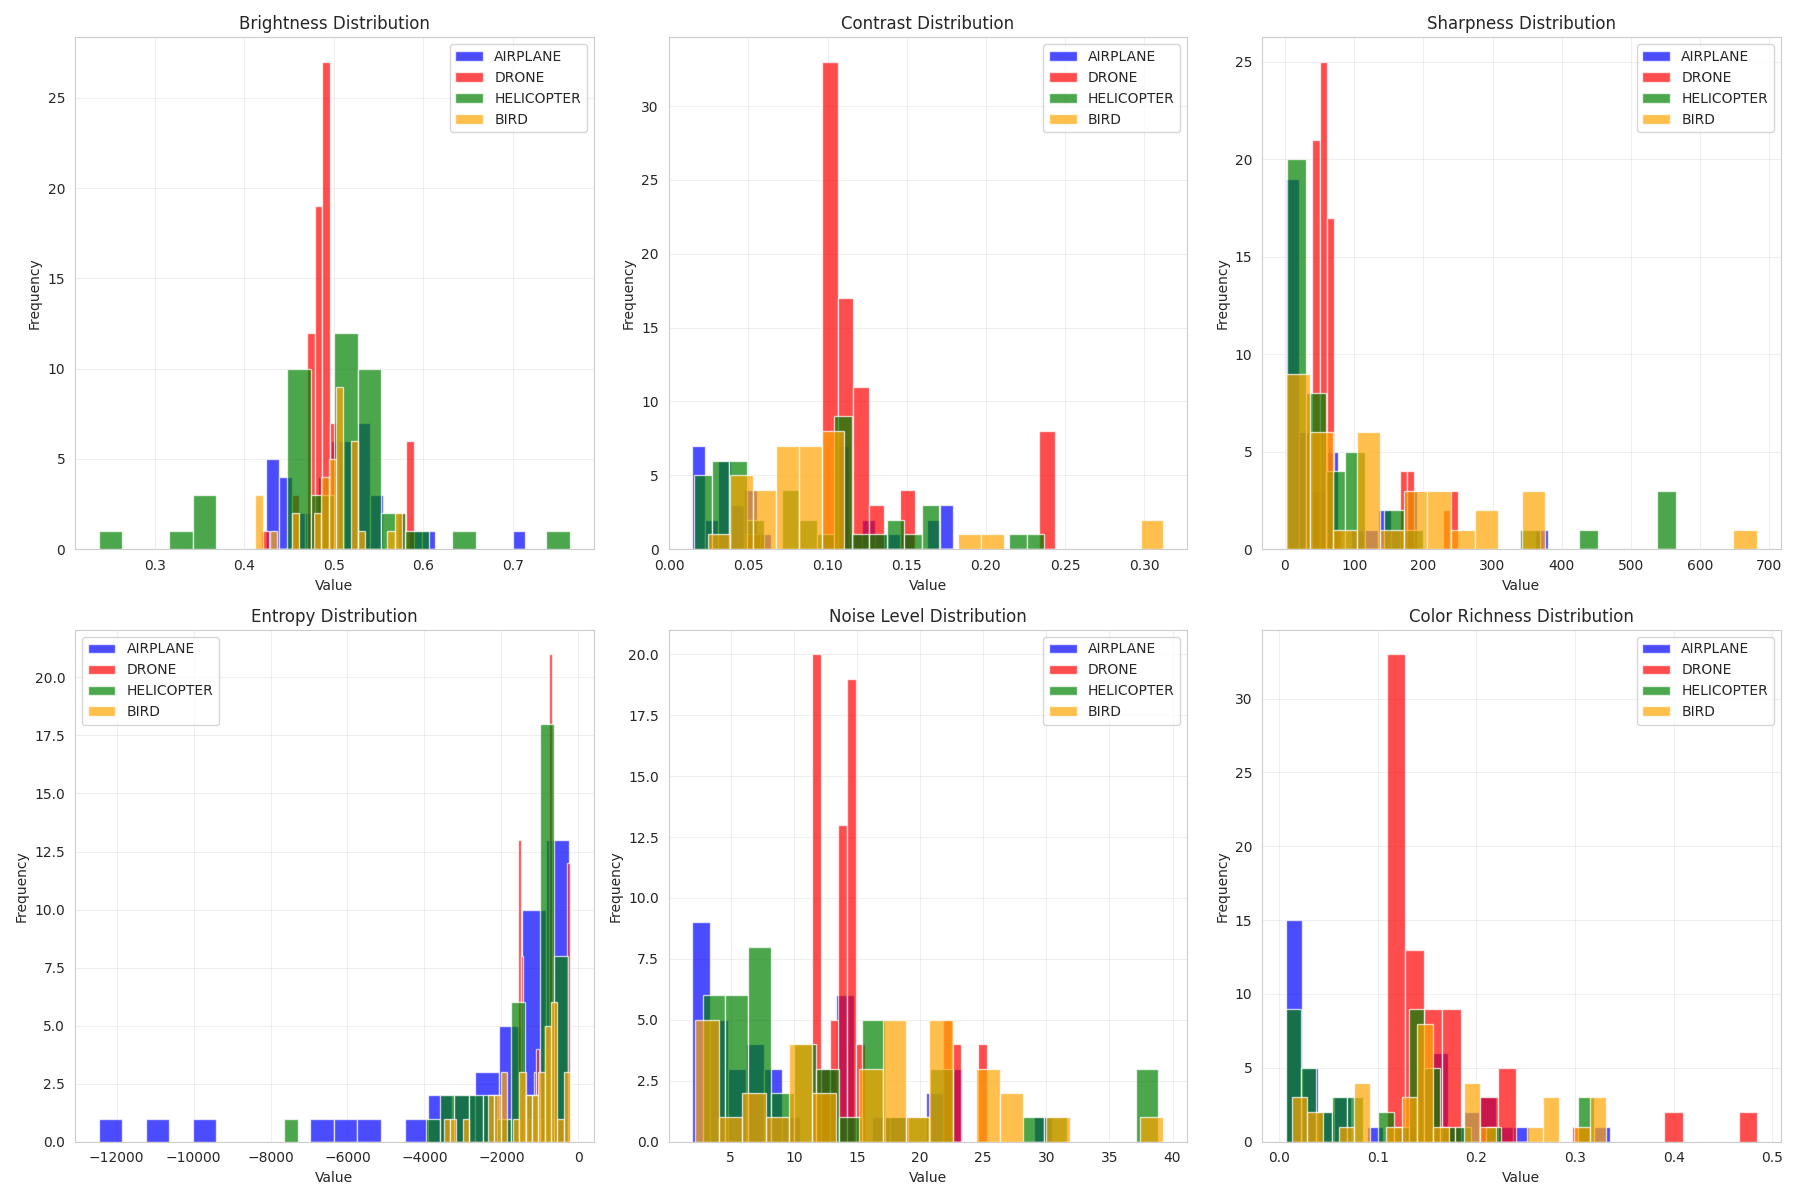 Brightness Distribution
AIRPLANE
DRONE
HELICOPTER
BIRD
Frequency
25
20
15
10
5
0
0.3 0.4 0.5 0.6 0.7
Value
Contrast Distribution
AIRPLANE
DRONE
HELICOPTER
BIRD
Frequency
30
25
20
15
10
5
0
0.00 0.05 0.10 0.15 0.20 0.25 0.30
Value
Sharpness Distribution
AIRPLANE
DRONE
HELICOPTER
BIRD
Frequency
25
20
15
10
5
0
0 100 200 300 400 500 600 700
Value
Entropy Distribution
AIRPLANE
DRONE
HELICOPTER
BIRD
Frequency
20.0
17.5
15.0
12.5
10.0
7.5
5.0
2.5
0.0
−12000 −10000 −8000 −6000 −4000 −2000 0
Value
Noise Level Distribution
AIRPLANE
DRONE
HELICOPTER
BIRD
Frequency
20.0
17.5
15.0
12.5
10.0
7.5
5.0
2.5
0.0
5 10 15 20 25 30 35 40
Value
Color Richness Distribution
AIRPLANE
DRONE
HELICOPTER
BIRD
Frequency
30
25
20
15
10
5
0
0.0 0.1 0.2 0.3 0.4 0.5
Value